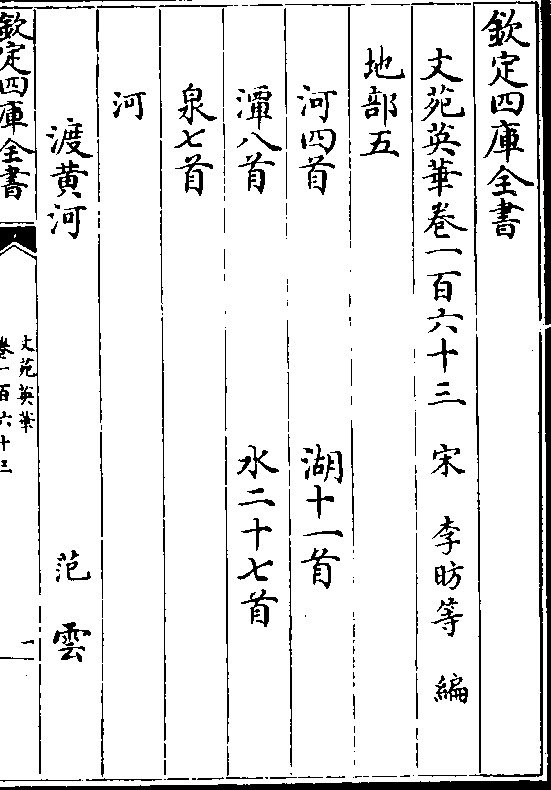 欽定四庫全書
文苑英華卷一百六十三　宋　李昉等　編
地部五
河四首　湖十一首
潭八首　水二十七首
泉七首
河
渡黄河　范雲
欽定四庫全書
文苑英華
卷一百六十三
一